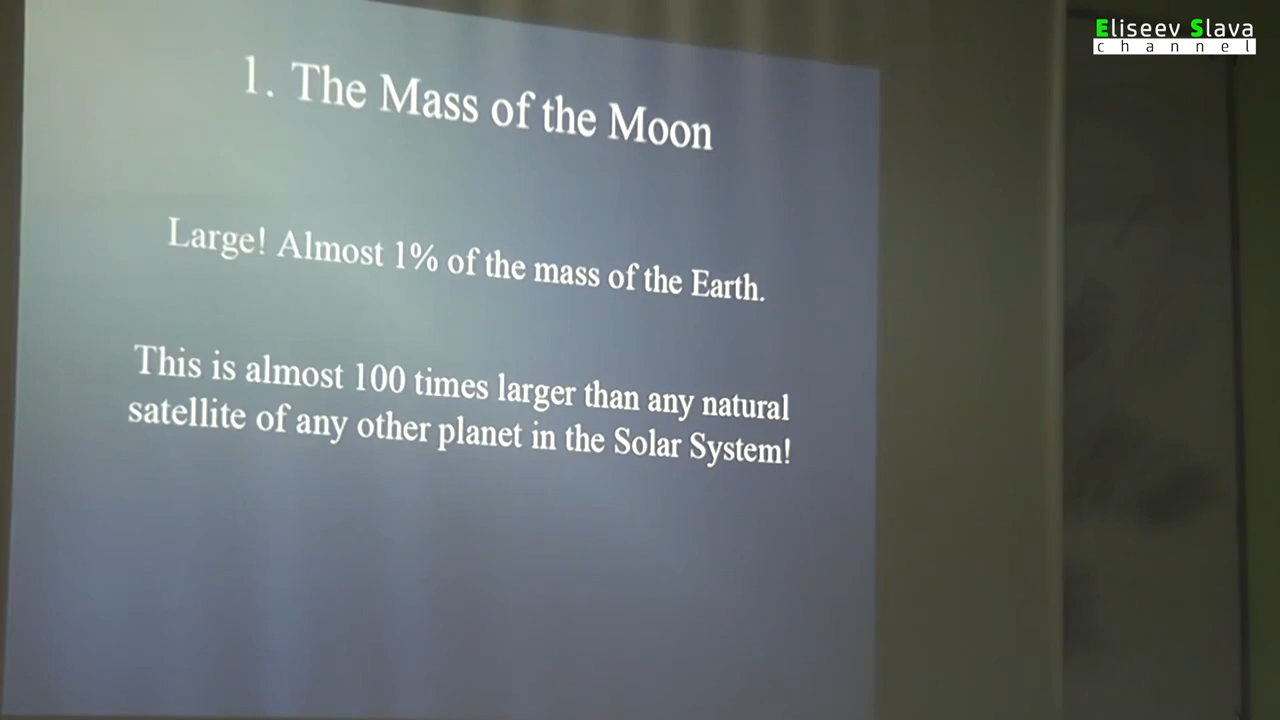 Eliseev Slava
channel
1. The Mass of the Moon
Large! Almost 1% of the mass of the Earth.
This is almost 100 times larger than any natural
satellite of any other planet in the Solar System!